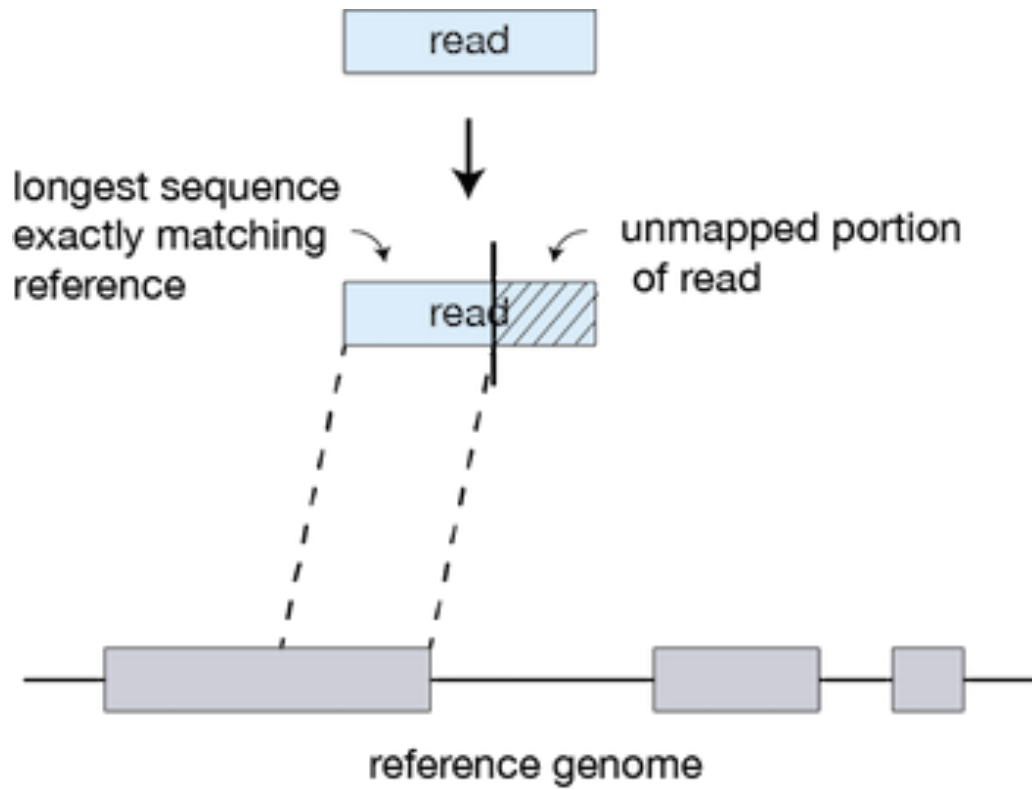 read
longest sequence
exactly matching
reference
unmapped portion
of read
read
reference genome